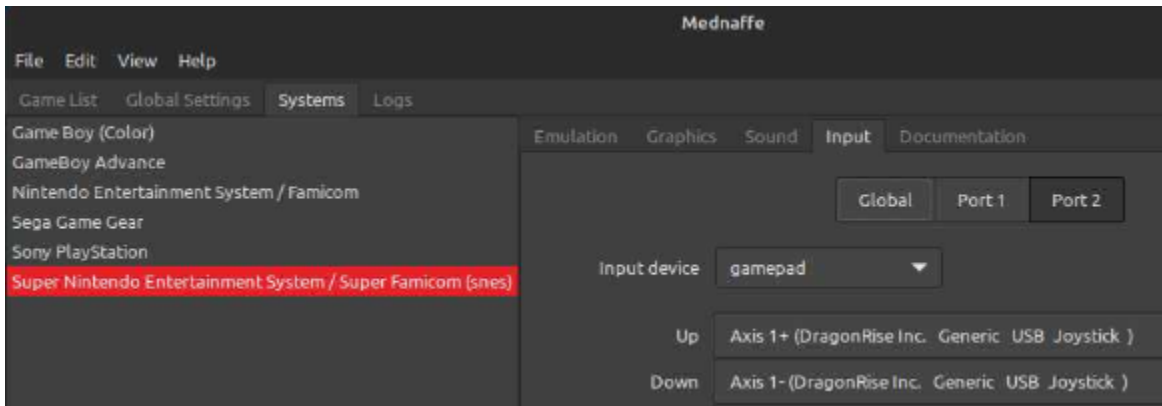 Mednaffe
File Edit View Help
Game List Global Settings Systems Logs
Game Boy (Color)
GameBoy Advance
Nintendo Entertainment System / Famicom
Sega Game Gear
Sony PlayStation
Super Nintendo Entertainment System / Super Famicom (snes)
Emulation Graphics Sound Input Documentation
Global Port 1 Port 2
Input device gamepad
Up Axis 1+ (DragonRise Inc. Generic USB Joystick )
Down Axis 1- (DragonRise Inc. Generic USB Joystick )